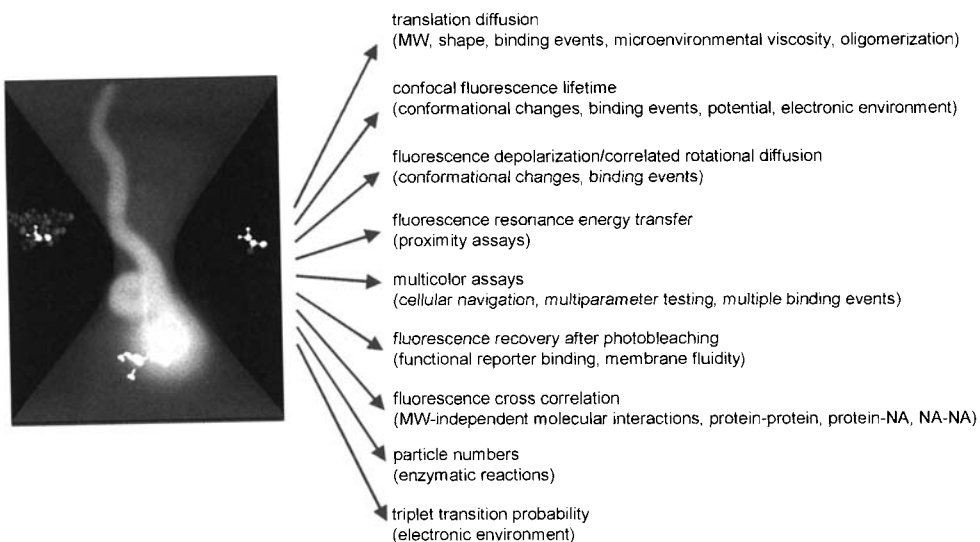 translation diffusion
(MW, shape, binding events, microenvironmental viscosity, oligomerization)
confocal fluorescence lifetime
(conformational changes, binding events, potential, electronic environment)
fluorescence depolarization/correlated rotational diffusion
(conformational changes, binding events)
fluorescence resonance energy transfer
(proximity assays)
multicolor assays
(cellular navigation, multiparameter testing, multiple binding events)
fluorescence recovery after photobleaching
(functional reporter binding, membrane fluidity)
fluorescence cross correlation
(MW-independent molecular interactions, protein-protein, protein-NA, NA-NA)
particle numbers
(enzymatic reactions)
triplet transition probability
(electronic environment)